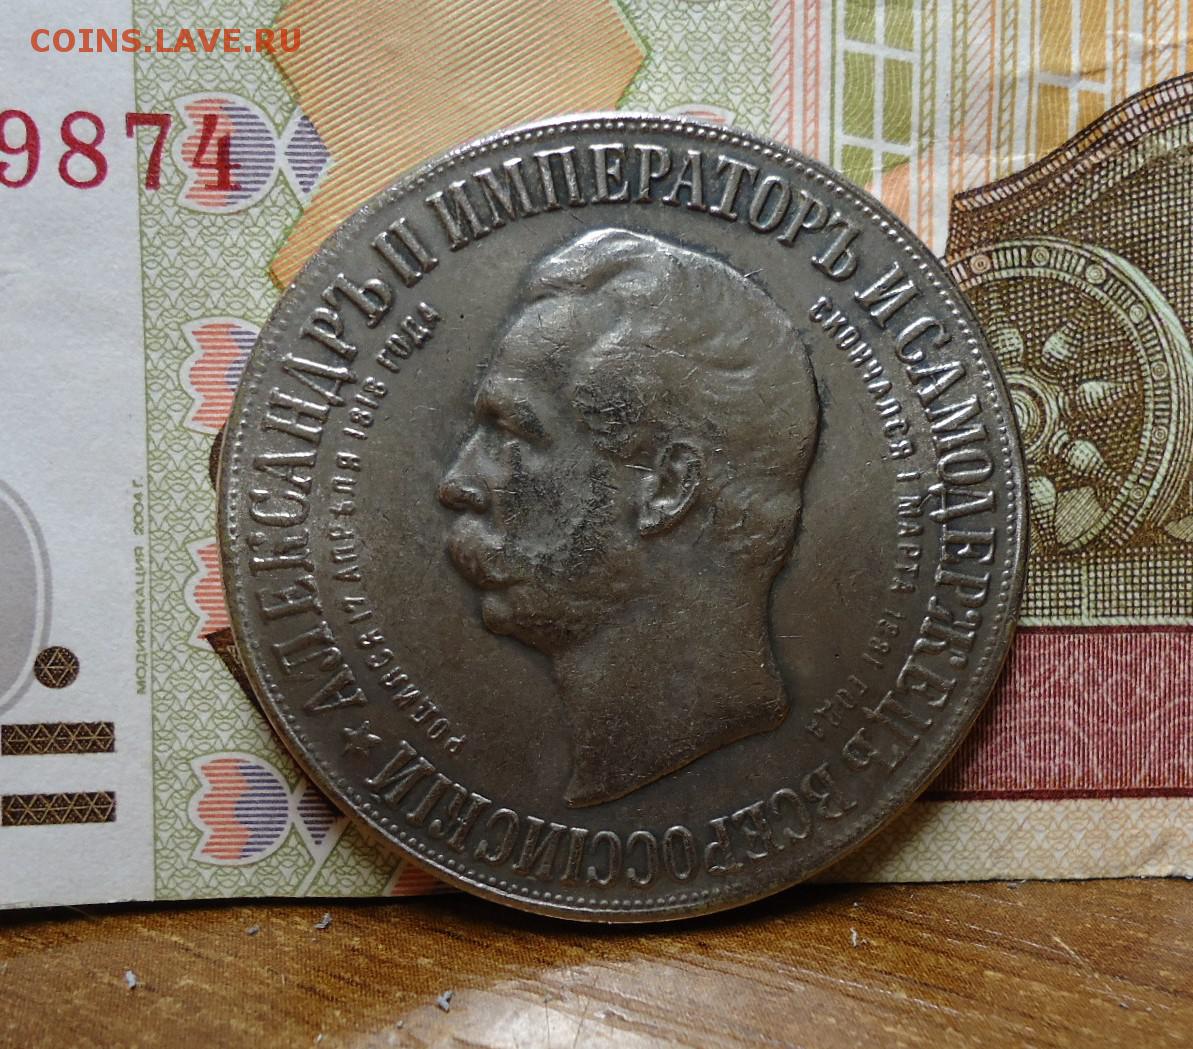 COINS.LAVE.RU
9874
МОДИФИКАЦИЯ 2004 Г.
АЛЕКСАНДРЪ II ИМПЕРАТОРЪ И САМОДЕРЖЕЦЪ ВСЕРОССІЙСКІЙ ★
РОДИЛСЯ 17 АПРѢЛЯ 1818 ГОДА
СКОНЧАЛСЯ 1 МАРТА 1881 ГОДА